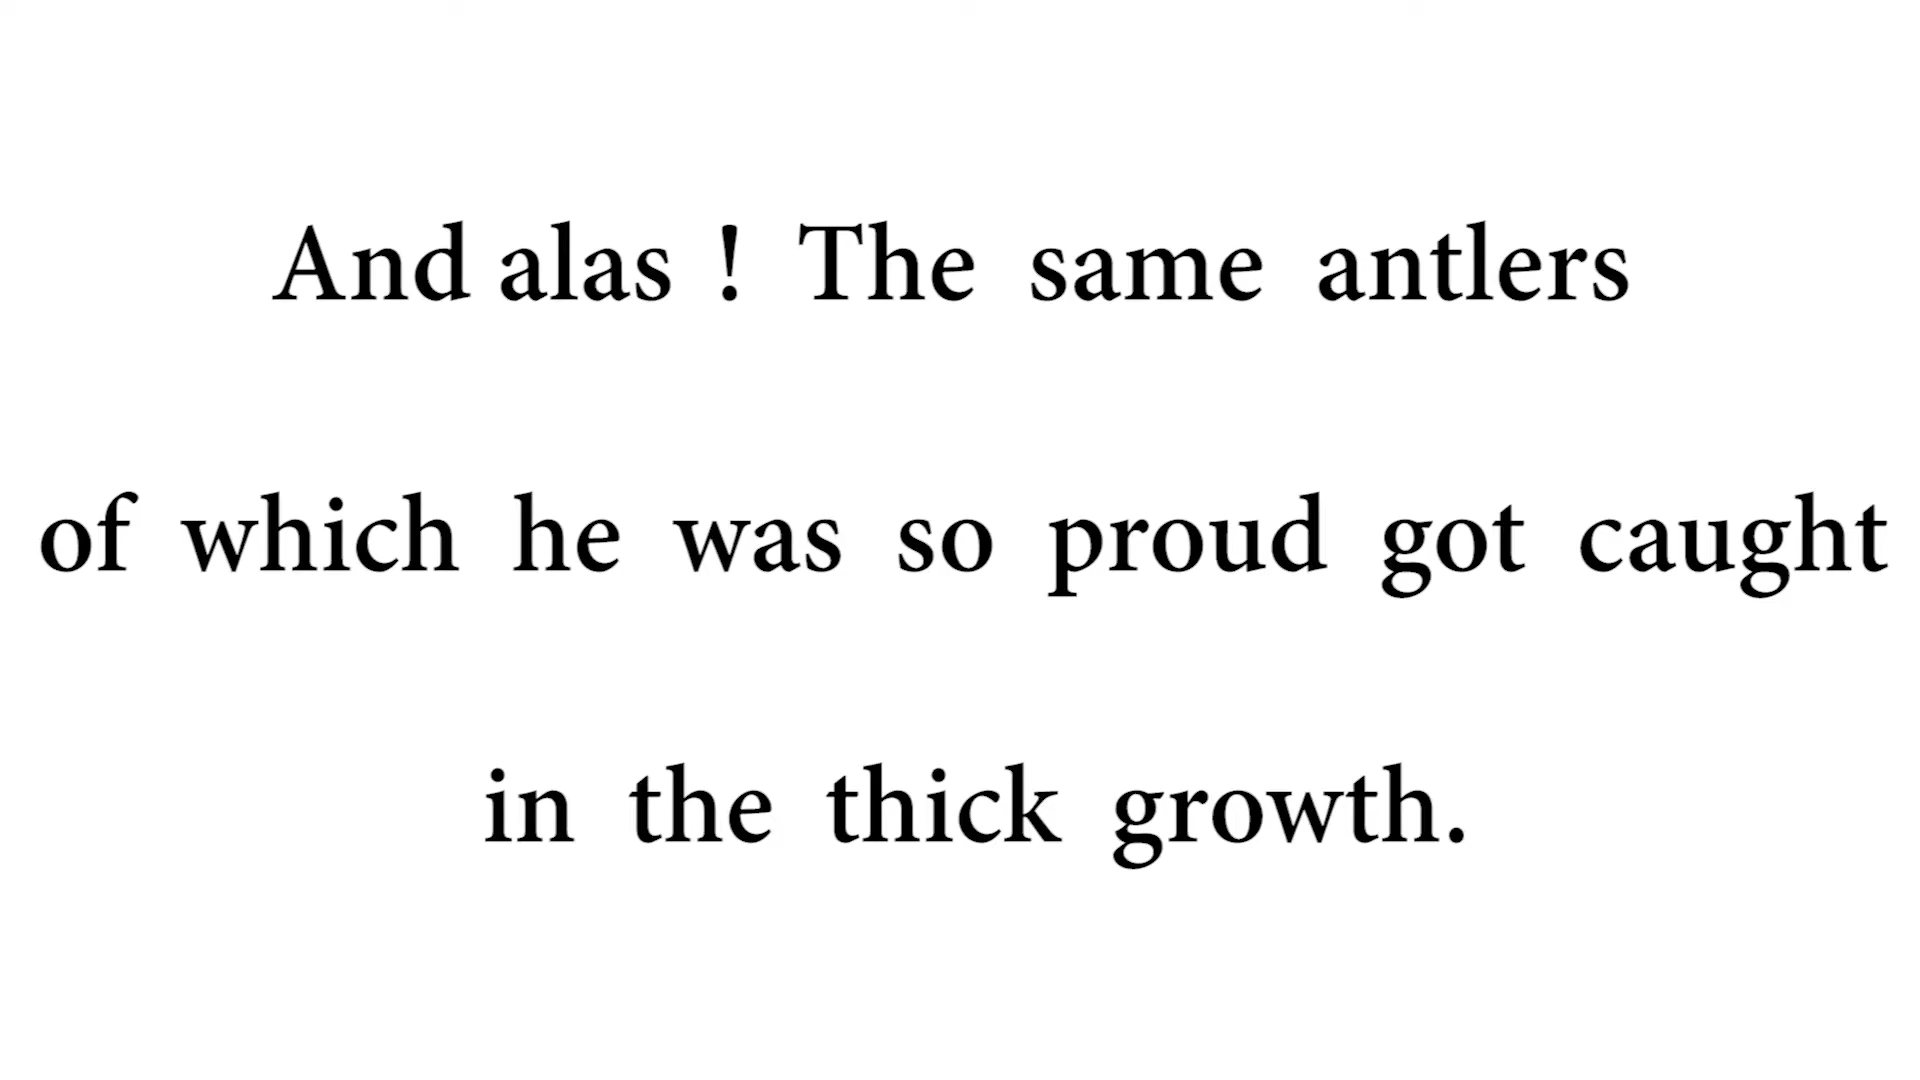 And alas ! The same antlers
of which he was so proud got caught
in the thick growth.